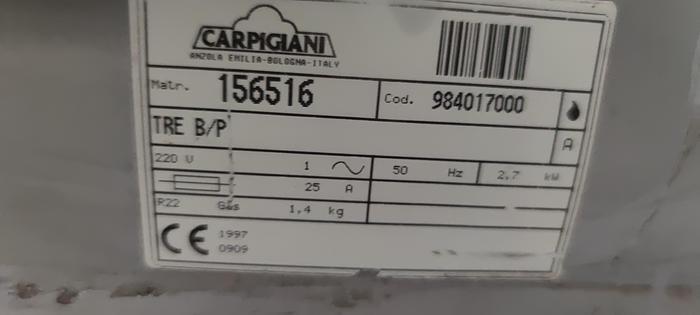 CARPIGIANI
ANZOLA EMILIA-BOLOGNA-ITALY
Matr. 156516 Cod. 984017000
TRE B/P A
220 V 1 50 Hz 2,7 kW
25 A
R22 Gas 1,4 kg
CE 1997
0909